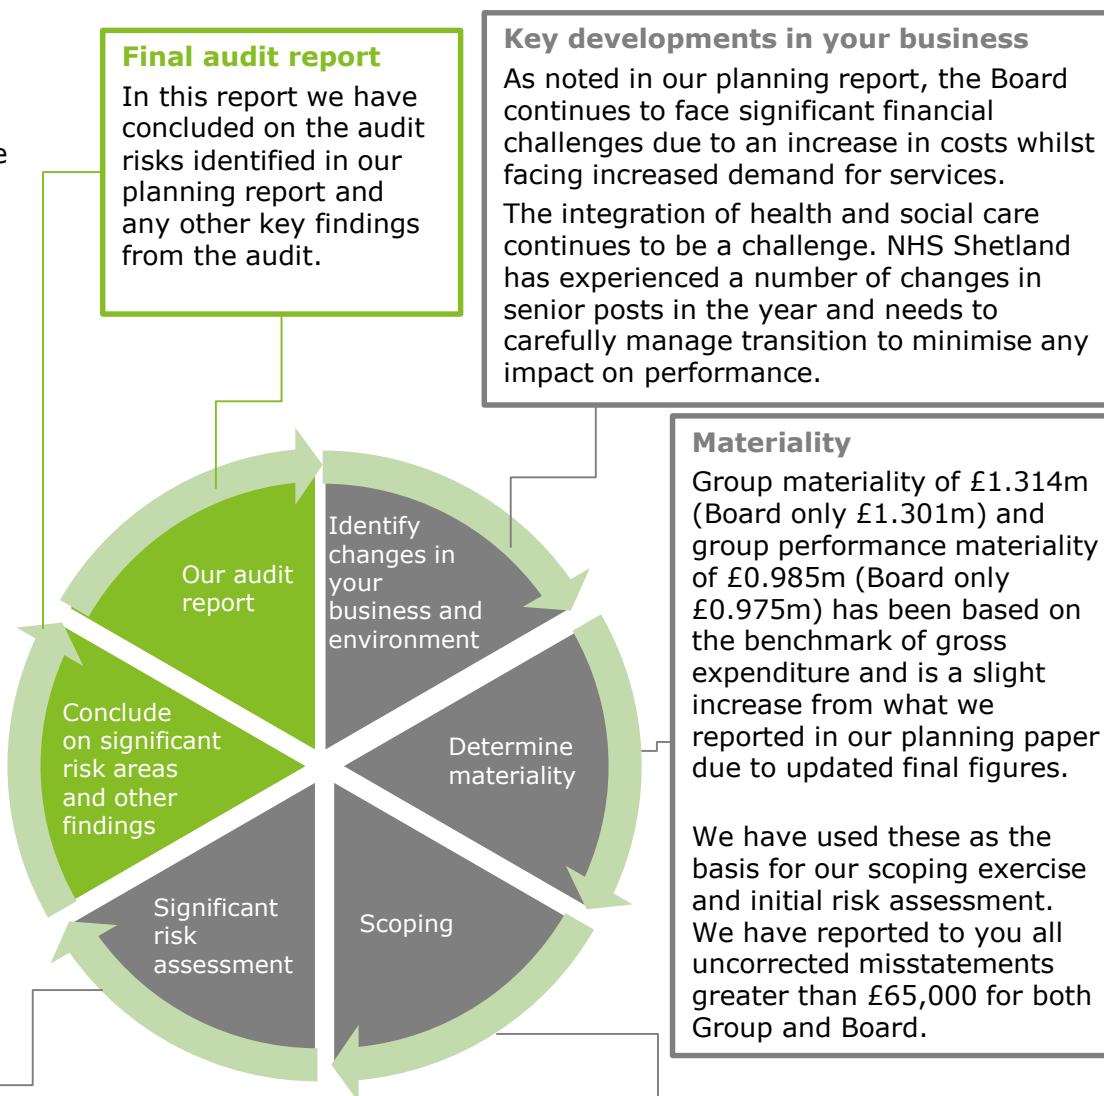 Final audit report
In this report we have
concluded on the audit
risks identified in our
planning report and
any other key findings
from the audit.
Key developments in your business
As noted in our planning report, the Board
continues to face significant financial
challenges due to an increase in costs whilst
facing increased demand for services.
The integration of health and social care
continues to be a challenge. NHS Shetland
has experienced a number of changes in
senior posts in the year and needs to
carefully manage transition to minimise any
impact on performance.
Materiality
Group materiality of £1.314m
(Board only £1.301m) and
group performance materiality
of £0.985m (Board only
£0.975m) has been based on
the benchmark of gross
expenditure and is a slight
increase from what we
reported in our planning paper
due to updated final figures.
We have used these as the
basis for our scoping exercise
and initial risk assessment.
We have reported to you all
uncorrected misstatements
greater than £65,000 for both
Group and Board.
Identify
changes in
your
business and
environment
Determine
materiality
Scoping
Significant
risk
assessment
Conclude
on significant
risk areas
and other
findings
Our audit
report